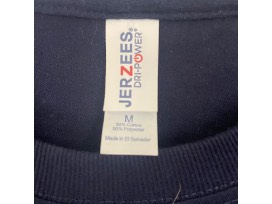 JERZEES
DRI-POWER
M
50% Cotton
50% Polyester
Made in El Salvador